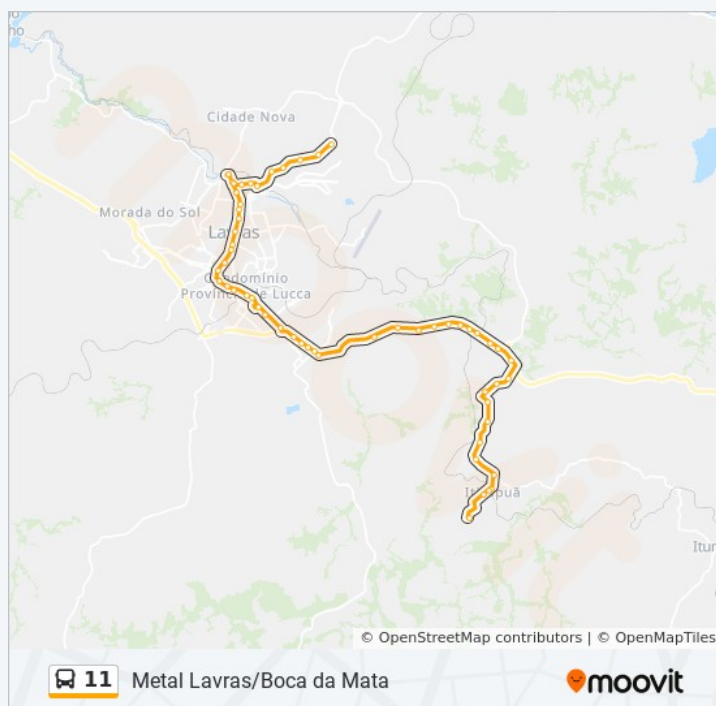 Cidade Nova
Morada do Sol
Lavras
Condomínio
Provincia de Lucca
© OpenStreetMap contributors | © OpenMapTiles
11 Metal Lavras/Boca da Mata
moovit